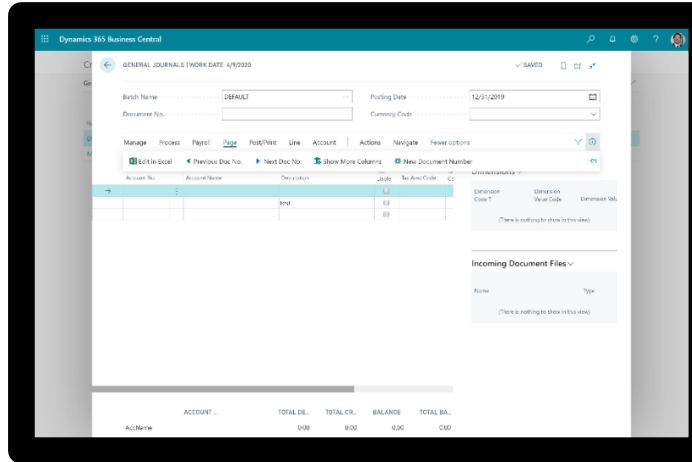 Dynamics 365 Business Central
?
GENERAL JOURNALS | WORK DATE: 4/9/2020
✓ SAVED
Batch Name
DEFAULT
Posting Date
12/31/2019
Document No.
Currency Code
Manage Process Payroll Page Post/Print Line Account Actions Navigate Fewer options
Edit in Excel Previous Doc No. Next Doc No. Show More Columns New Document Number
Account No. Account Name Description Liable Tax Area Code
test
Dimensions
Dimension Code ↑
Dimension Value Code
Dimension Valu
(There is nothing to show in this view)
Incoming Document Files
Name Type
(There is nothing to show in this view)
ACCOUNT ... TOTAL DE... TOTAL CR... BALANCE TOTAL BA...
AccName 0.00 0.00 0.00 0.00